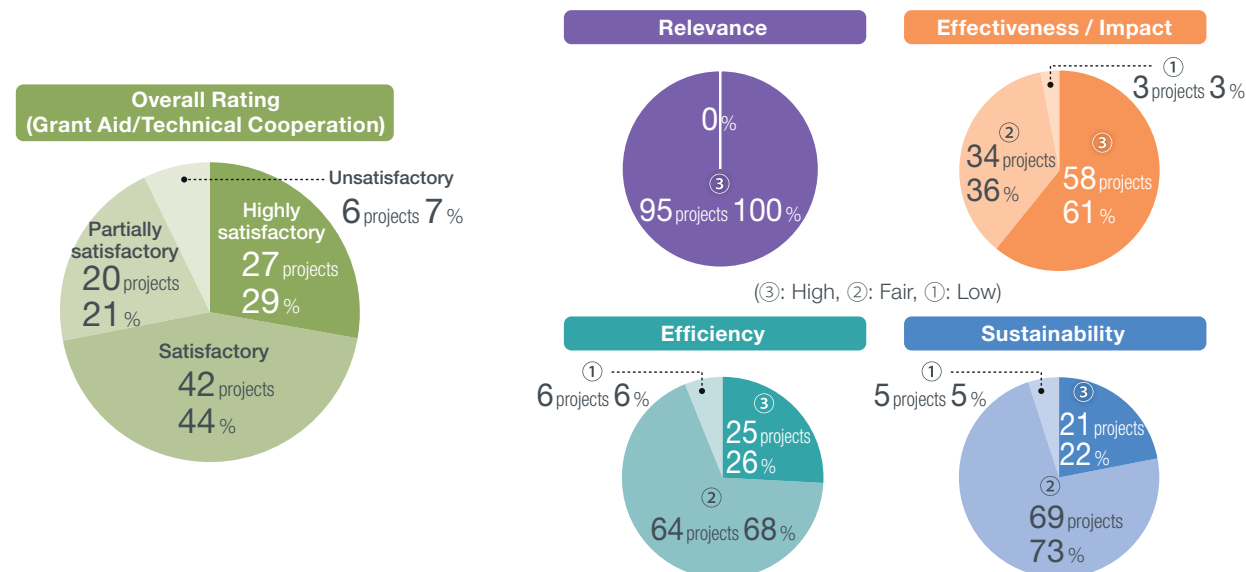 Overall Rating
(Grant Aid/Technical Cooperation)
Unsatisfactory
6 projects 7 %
Highly
satisfactory
27 projects
29 %
Partially
satisfactory
20 projects
21 %
Satisfactory
42 projects
44 %
Relevance
0 %
③
95 projects 100 %
Effectiveness / Impact
①
3 projects 3 %
②
34 projects
36 %
③
58 projects
61 %
(③: High, ②: Fair, ①: Low)
Efficiency
①
6 projects 6 %
③
25 projects
26 %
②
64 projects 68 %
Sustainability
①
5 projects 5 %
③
21 projects
22 %
②
69 projects
73 %